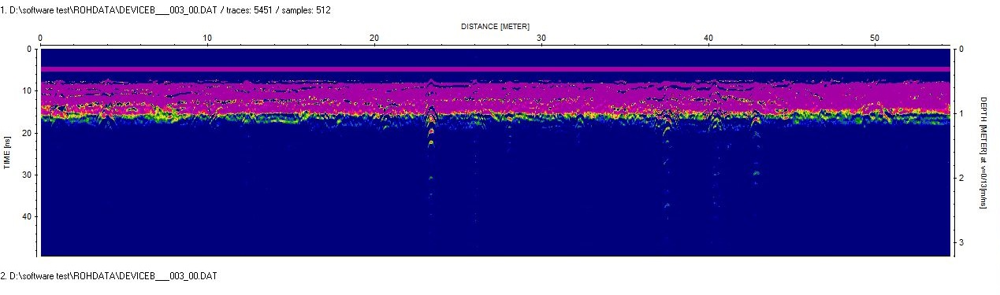 1. D:\software test\ROHDATA\DEVICEB___003_00.DAT / traces: 5451 / samples: 512
DISTANCE [METER]
0 10 20 30 40 50
TIME [ns]
0
10
20
30
40
DEPTH [METER] at v=0/13[m/ns]
0
1
2
3
2. D:\software test\ROHDATA\DEVICEB___003_00.DAT